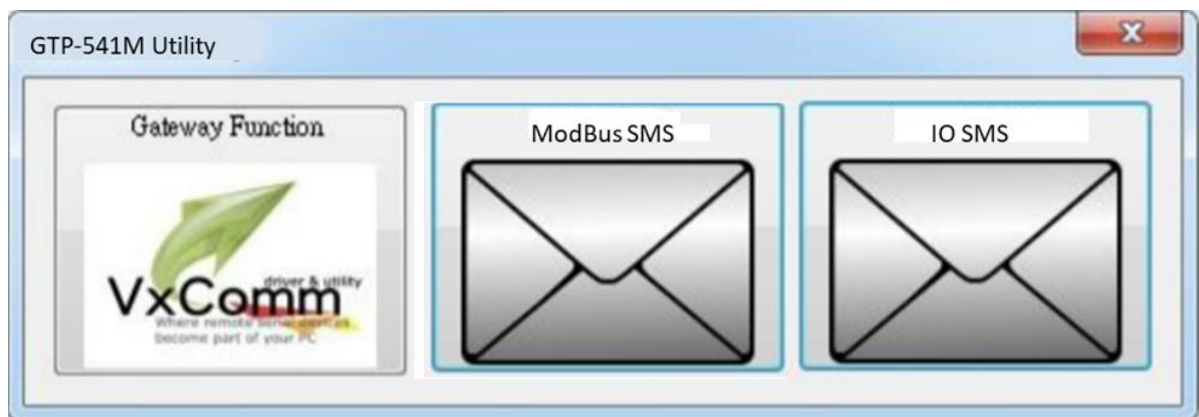 GTP-541M Utility
Gateway Function
ModBus SMS
IO SMS
VxComm
driver & utility
Where remote serial devices
become part of your PC